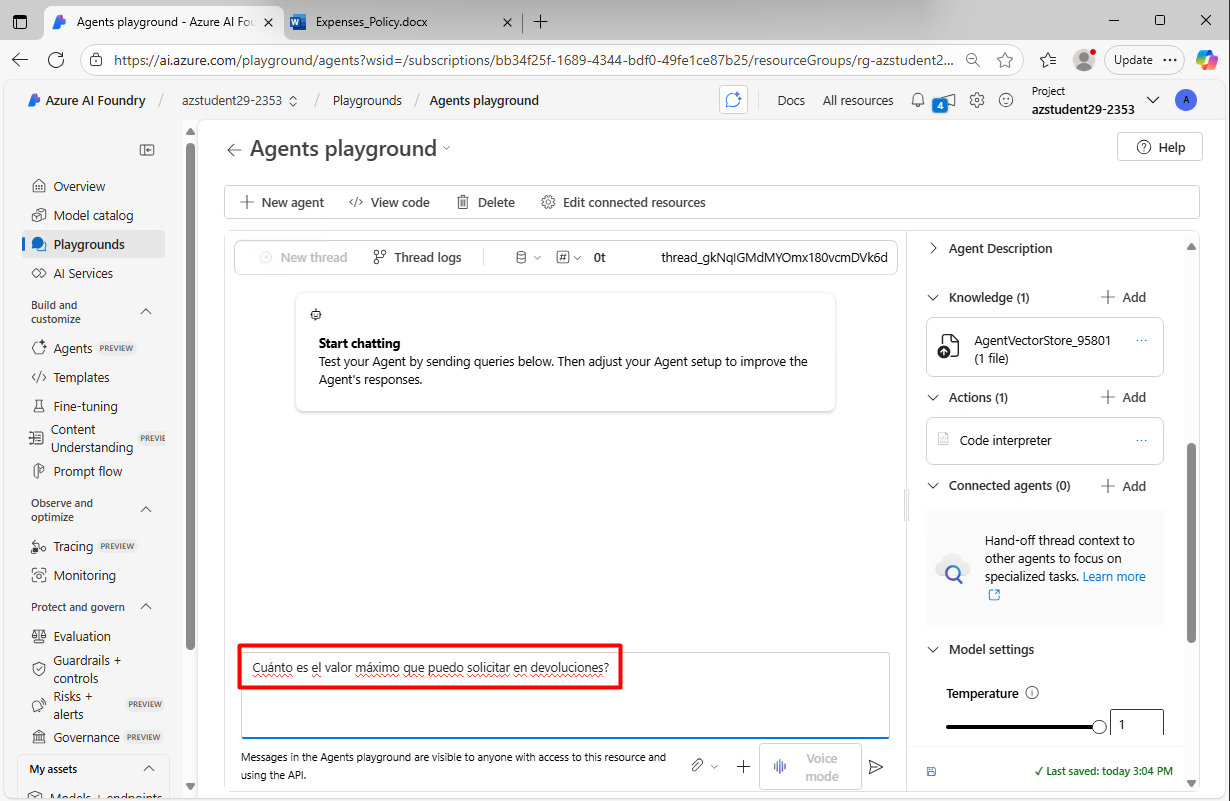 Agents playground - Azure AI Fou
Expenses_Policy.docx
https://ai.azure.com/playground/agents?wsid=/subscriptions/bb34f25f-1689-4344-bdf0-49fe1ce87b25/resourceGroups/rg-azstudent2...
Update
Azure AI Foundry / azstudent29-2353 / Playgrounds / Agents playground
Docs
All resources
4
Project
azstudent29-2353
A
Agents playground
Help
Overview
Model catalog
Playgrounds
AI Services
Build and
customize
Agents PREVIEW
Templates
Fine-tuning
Content
Understanding PREVIE
Prompt flow
Observe and
optimize
Tracing PREVIEW
Monitoring
Protect and govern
Evaluation
Guardrails +
controls
Risks +
alerts PREVIEW
Governance PREVIEW
My assets
Models + endpoints
New agent
View code
Delete
Edit connected resources
New thread
Thread logs
0t
thread_gkNqIGMdMYOmx180vcmDVk6d
Start chatting
Test your Agent by sending queries below. Then adjust your Agent setup to improve the
Agent's responses.
Cuánto es el valor máximo que puedo solicitar en devoluciones?
Messages in the Agents playground are visible to anyone with access to this resource and
using the API.
Voice
mode
Agent Description
Knowledge (1)
Add
AgentVectorStore_95801
(1 file)
Actions (1)
Add
Code interpreter
Connected agents (0)
Add
Hand-off thread context to
other agents to focus on
specialized tasks. Learn more
Model settings
Temperature
1
Last saved: today 3:04 PM